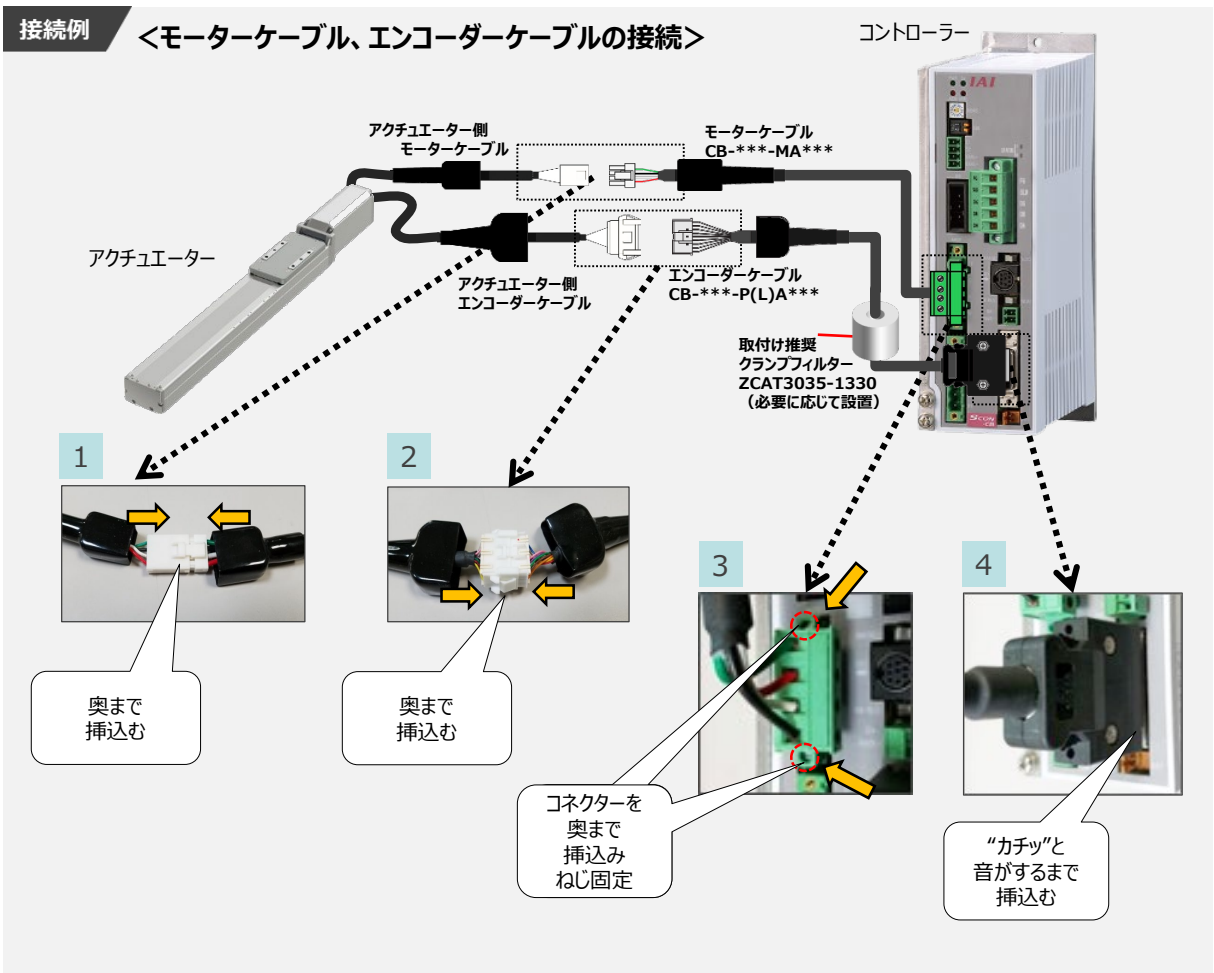 接続例
＜モーターケーブル、エンコーダーケーブルの接続＞
コントローラー
IAI
アクチュエーター側
モーターケーブル
モーターケーブル
CB-***-MA***
アクチュエーター
アクチュエーター側
エンコーダーケーブル
エンコーダーケーブル
CB-***-P(L)A***
取付け推奨
クランプフィルター
ZCAT3035-1330
（必要に応じて設置）
SCON
-CB
1
2
3
4
奥まで
挿込む
奥まで
挿込む
コネクターを
奥まで
挿込み
ねじ固定
“カチッ”と
音がするまで
挿込む